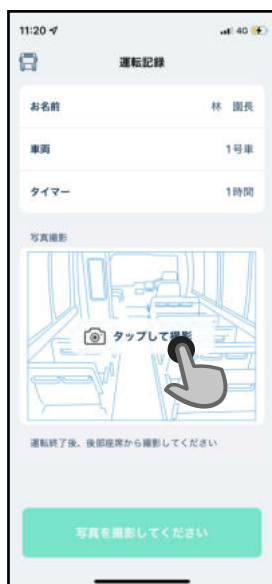 11:20
4G
運転記録
お名前 林 園長
車両 1号車
タイマー 1時間
写真撮影
タップして撮影
運転終了後、後部座席から撮影してください
写真を撮影してください